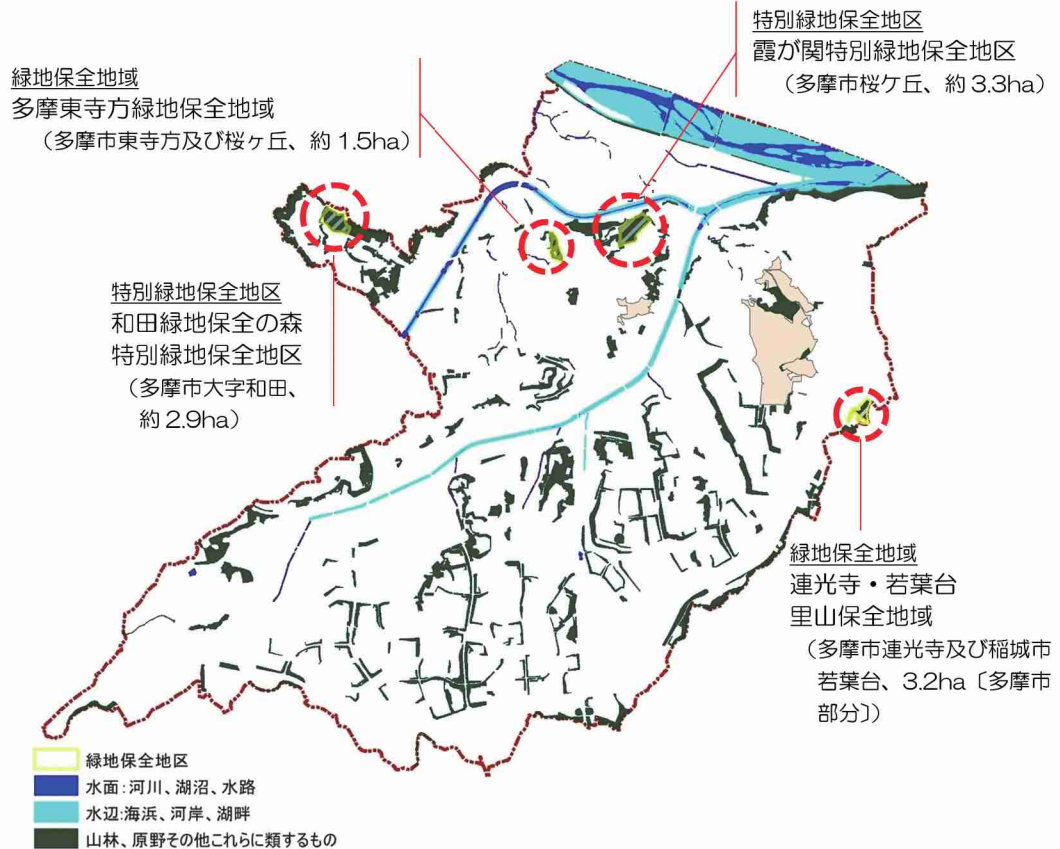 特別緑地保全地区
霞が関特別緑地保全地区
（多摩市桜ケ丘、約3.3ha）
緑地保全地域
多摩東寺方緑地保全地域
（多摩市東寺方及び桜ヶ丘、約1.5ha）
特別緑地保全地区
和田緑地保全の森
特別緑地保全地区
（多摩市大字和田、
約2.9ha）
緑地保全地域
連光寺・若葉台
里山保全地域
（多摩市連光寺及び稲城市
若葉台、3.2ha〔多摩市
部分〕）
緑地保全地区
水面：河川、湖沼、水路
水辺：海浜、河岸、湖畔
山林、原野その他これらに類するもの